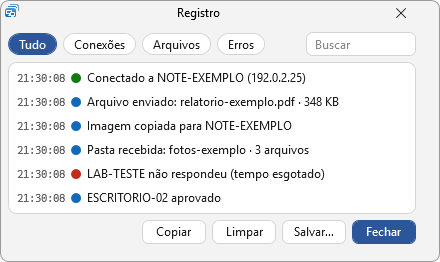 Registro
Tudo Conexões Arquivos Erros Buscar
21:30:08 Conectado a NOTE-EXEMPLO (192.0.2.25)
21:30:08 Arquivo enviado: relatorio-exemplo.pdf · 348 KB
21:30:08 Imagem copiada para NOTE-EXEMPLO
21:30:08 Pasta recebida: fotos-exemplo · 3 arquivos
21:30:08 LAB-TESTE não respondeu (tempo esgotado)
21:30:08 ESCRITORIO-02 aprovado
Copiar Limpar Salvar... Fechar